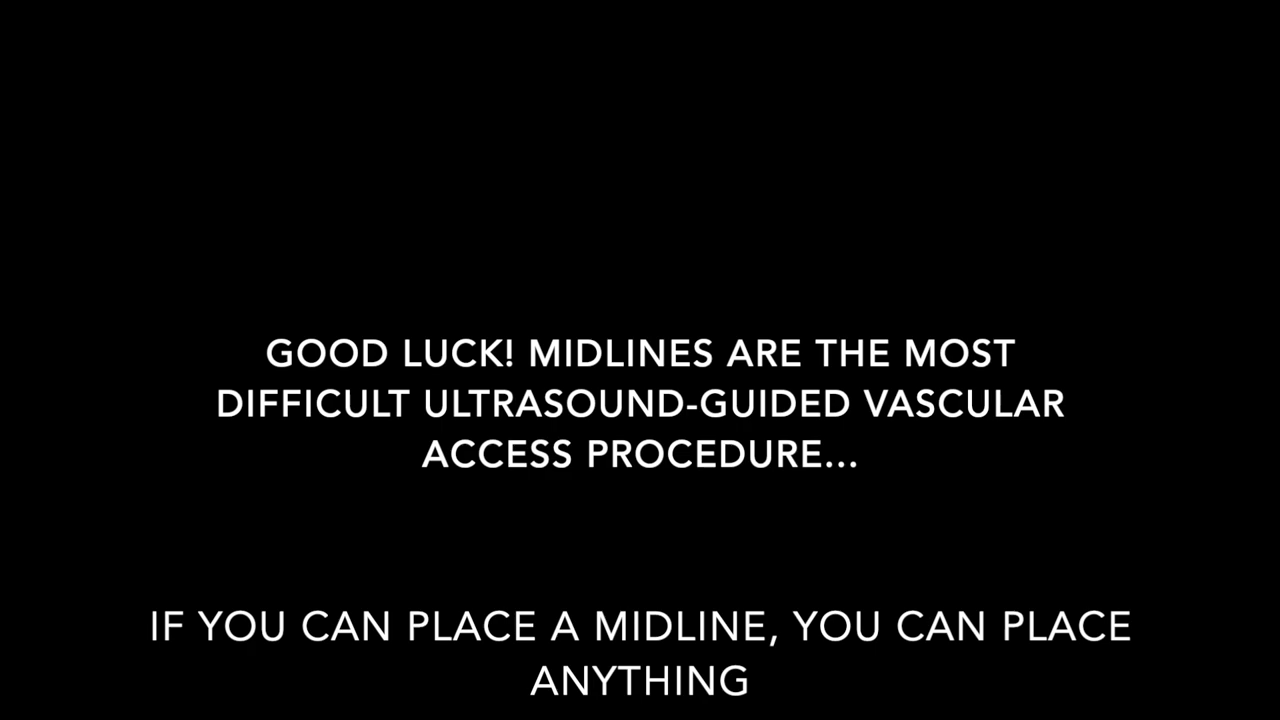 GOOD LUCK! MIDLINES ARE THE MOST
DIFFICULT ULTRASOUND-GUIDED VASCULAR
ACCESS PROCEDURE...
IF YOU CAN PLACE A MIDLINE, YOU CAN PLACE
ANYTHING